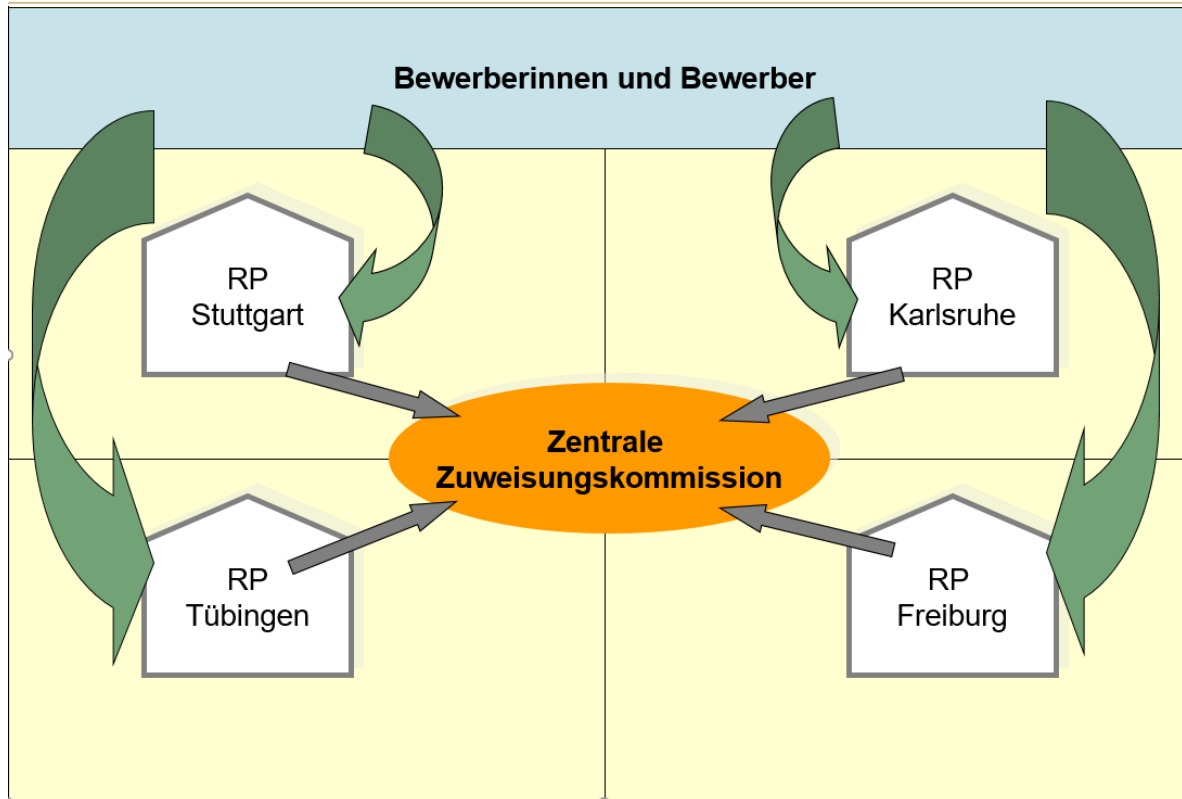 Bewerberinnen und Bewerber
RP
Stuttgart
RP
Karlsruhe
Zentrale
Zuweisungskommission
RP
Tübingen
RP
Freiburg